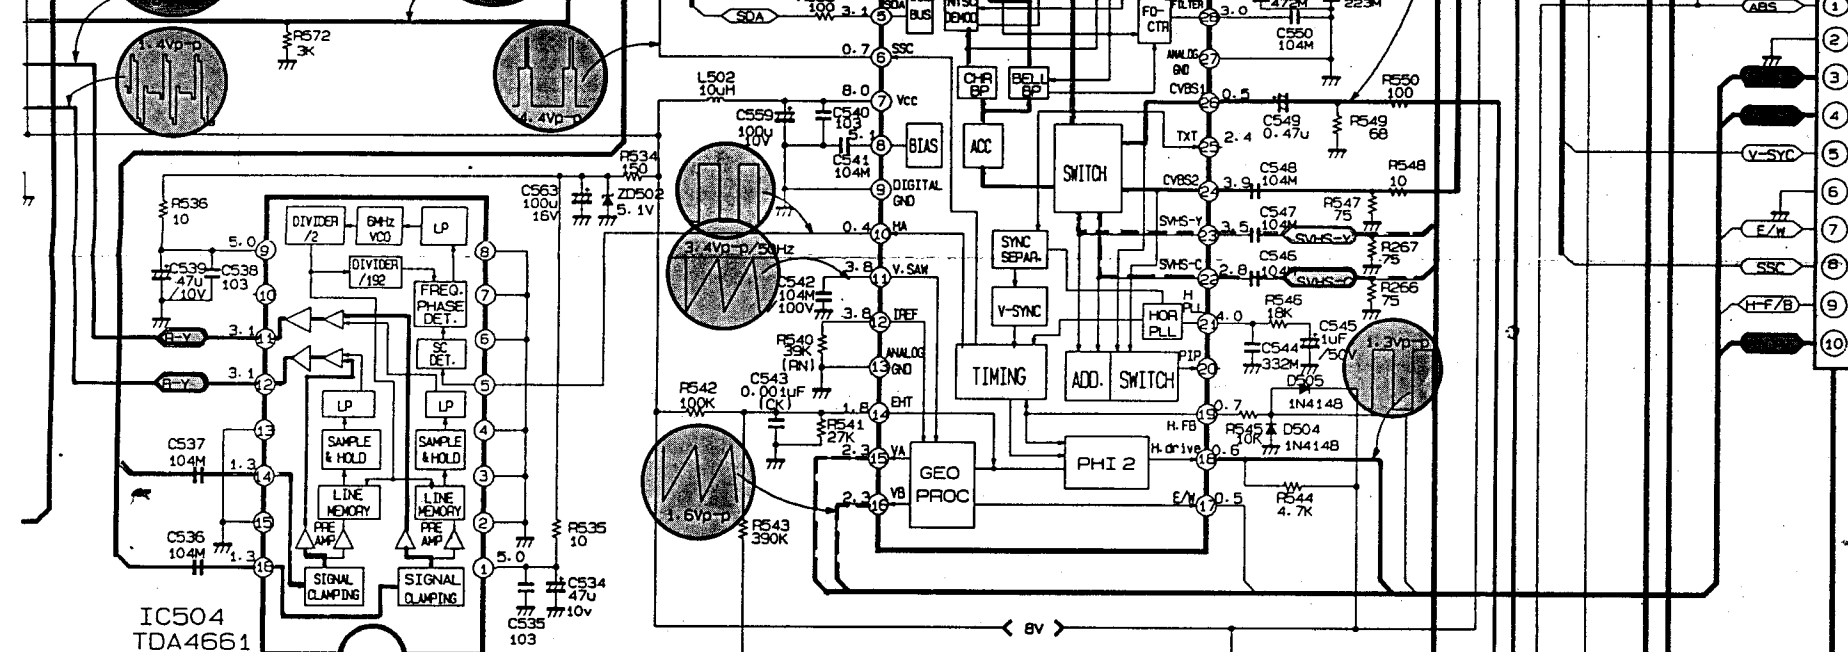 SDA
100
3.1
5
SDA
BUS
NTSC
DEMOD
FD-
CTR
FILTER
28
3.0
C472M
C550
104M
223M
ABS
1
1.4Vp-p
R572
3K
4.4Vp-p
0.7
6
SSC
ANALOG
GND
27
2
L502
10uH
8.0
7
Vcc
CHR
BP
BELL
BP
CVBS1
26
0.5
R550
100
3
C559
100u
10V
C540
103
5.1
8
BIAS
C541
104M
ACC
SWITCH
TXT
25
2.4
C549
0.47u
R549
68
4
V-SYC
5
R534
150
C563
100u
16V
ZD502
5.1V
9
DIGITAL
GND
CVBS2
24
3.9
C548
104M
R548
10
R547
75
6
R536
10
DIVIDER
/2
6MHz
VCO
LP
0.4
10
HA
SYNC
SEPAR.
SVHS-Y
23
3.5
C547
104M
SVHS-Y
R267
75
E/W
7
5.0
9
8
DIVIDER
/192
3.4Vp-p/50Hz
3.8
11
V.SAW
SVHS-C
22
2.8
C546
104M
SVHS-C
R266
75
SSC
8
C539
47u
/10V
C538
103
10
FREQ.
PHASE
DET.
7
C542
104M
100V
V-SYNC
H
PLL
HOR
PLL
21
4.0
R546
18K
C545
1uF
/50V
H-F/B
9
R-Y
3.1
11
6
3.8
12
IREF
R540
39K
(RN)
C544
332M
1.3Vp-p
10
SC
DET.
13
ANALOG
GND
TIMING
ADD.
SWITCH
PIP
20
B-Y
3.1
12
5
R542
100K
C543
0.001uF
(CK)
D505
1N4148
LP
LP
1.8
14
EHT
R541
27K
19
0.7
H.FB
R545
10K
D504
1N4148
13
SAMPLE
& HOLD
SAMPLE
& HOLD
4
C537
104M
1.3
14
3
2.3
15
VA
GEO
PROC
PHI 2
H.drive
18
0.6
LINE
MEMORY
LINE
MEMORY
2.3
16
VB
E/W
17
0.5
R544
4.7K
1.6Vp-p
15
PRE
AMP
PRE
AMP
2
R535
10
R543
390K
C536
104M
1.3
16
SIGNAL
CLAMPING
SIGNAL
CLAMPING
1
5.0
C534
47u
10v
C535
103
IC504
TDA4661
8V